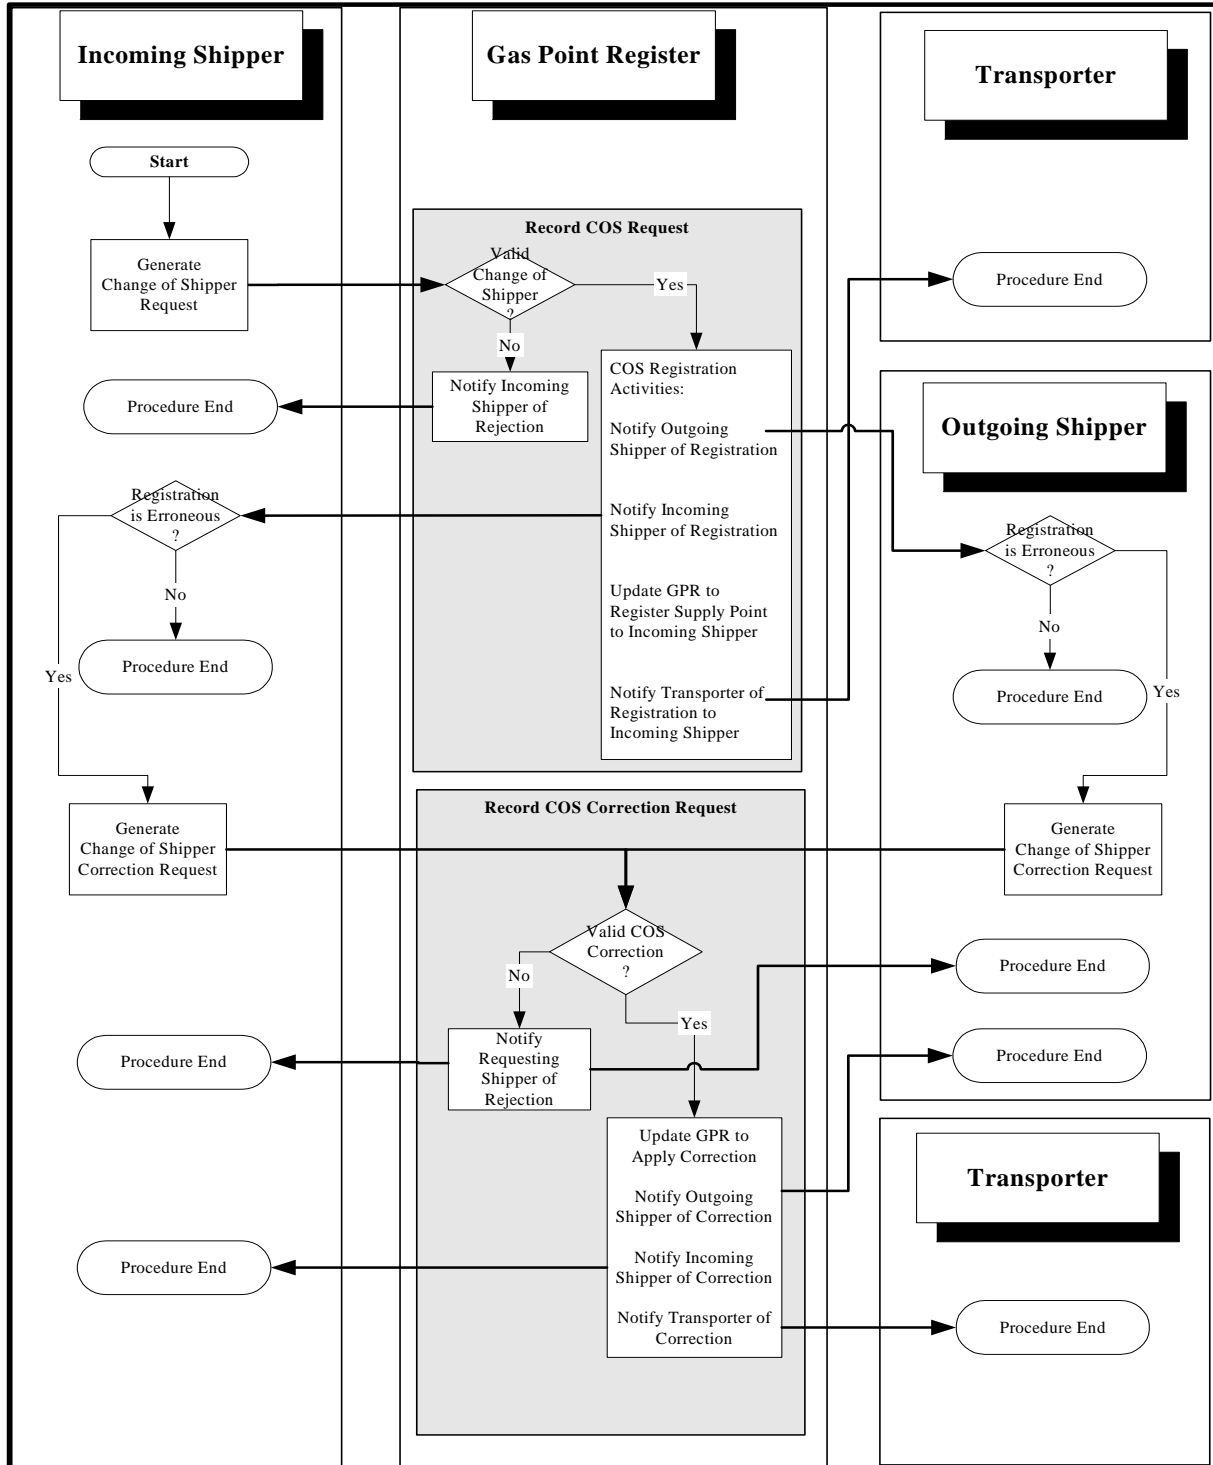 Incoming Shipper
Gas Point Register
Transporter
Start
Record COS Request
Generate
Change of Shipper
Request
Valid
Change of
Shipper
?
Yes
No
Procedure End
Notify Incoming
Shipper of
Rejection
Procedure End
COS Registration
Activities:
Notify Outgoing
Shipper of Registration
Notify Incoming
Shipper of Registration
Update GPR to
Register Supply Point
to Incoming Shipper
Notify Transporter of
Registration to
Incoming Shipper
Outgoing Shipper
Registration
is Erroneous
?
No
Yes
Procedure End
Registration
is Erroneous
?
No
Yes
Procedure End
Generate
Change of Shipper
Correction Request
Record COS Correction Request
Generate
Change of Shipper
Correction Request
Valid COS
Correction
?
No
Yes
Procedure End
Procedure End
Notify
Requesting
Shipper of
Rejection
Procedure End
Update GPR to
Apply Correction
Notify Outgoing
Shipper of Correction
Notify Incoming
Shipper of Correction
Notify Transporter of
Correction
Transporter
Procedure End
Procedure End